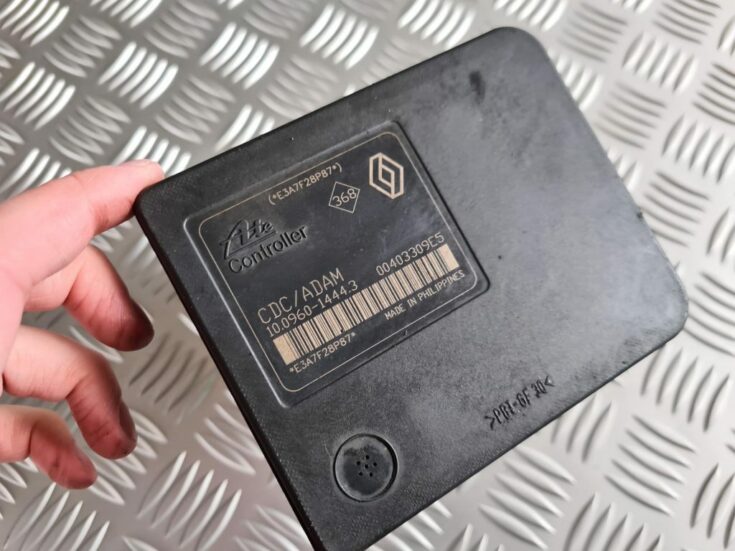 (*E3A7F28P87*)
368
Ate
Controller
CDC/ADAM
10.0960-1444.3 00403309E5
*E3A7F28P87*
MADE IN PHILIPPINES
>PBT-GF30<